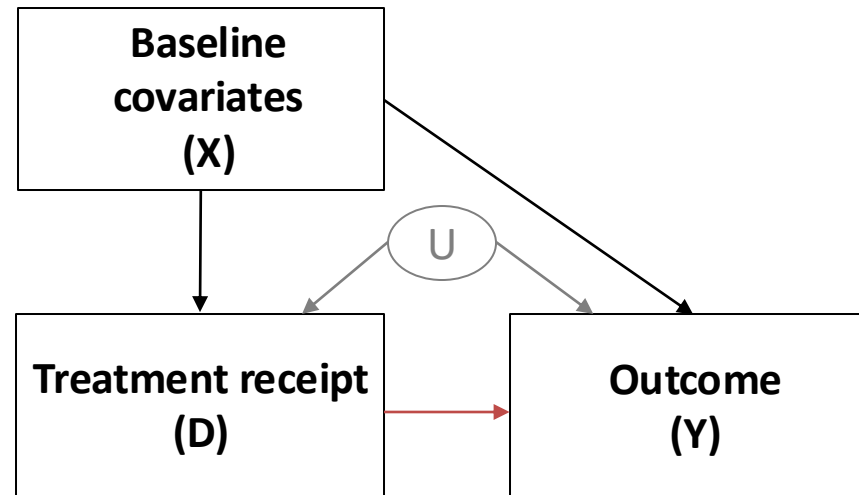 Baseline
covariates
(X)
U
Treatment receipt
(D)
Outcome
(Y)